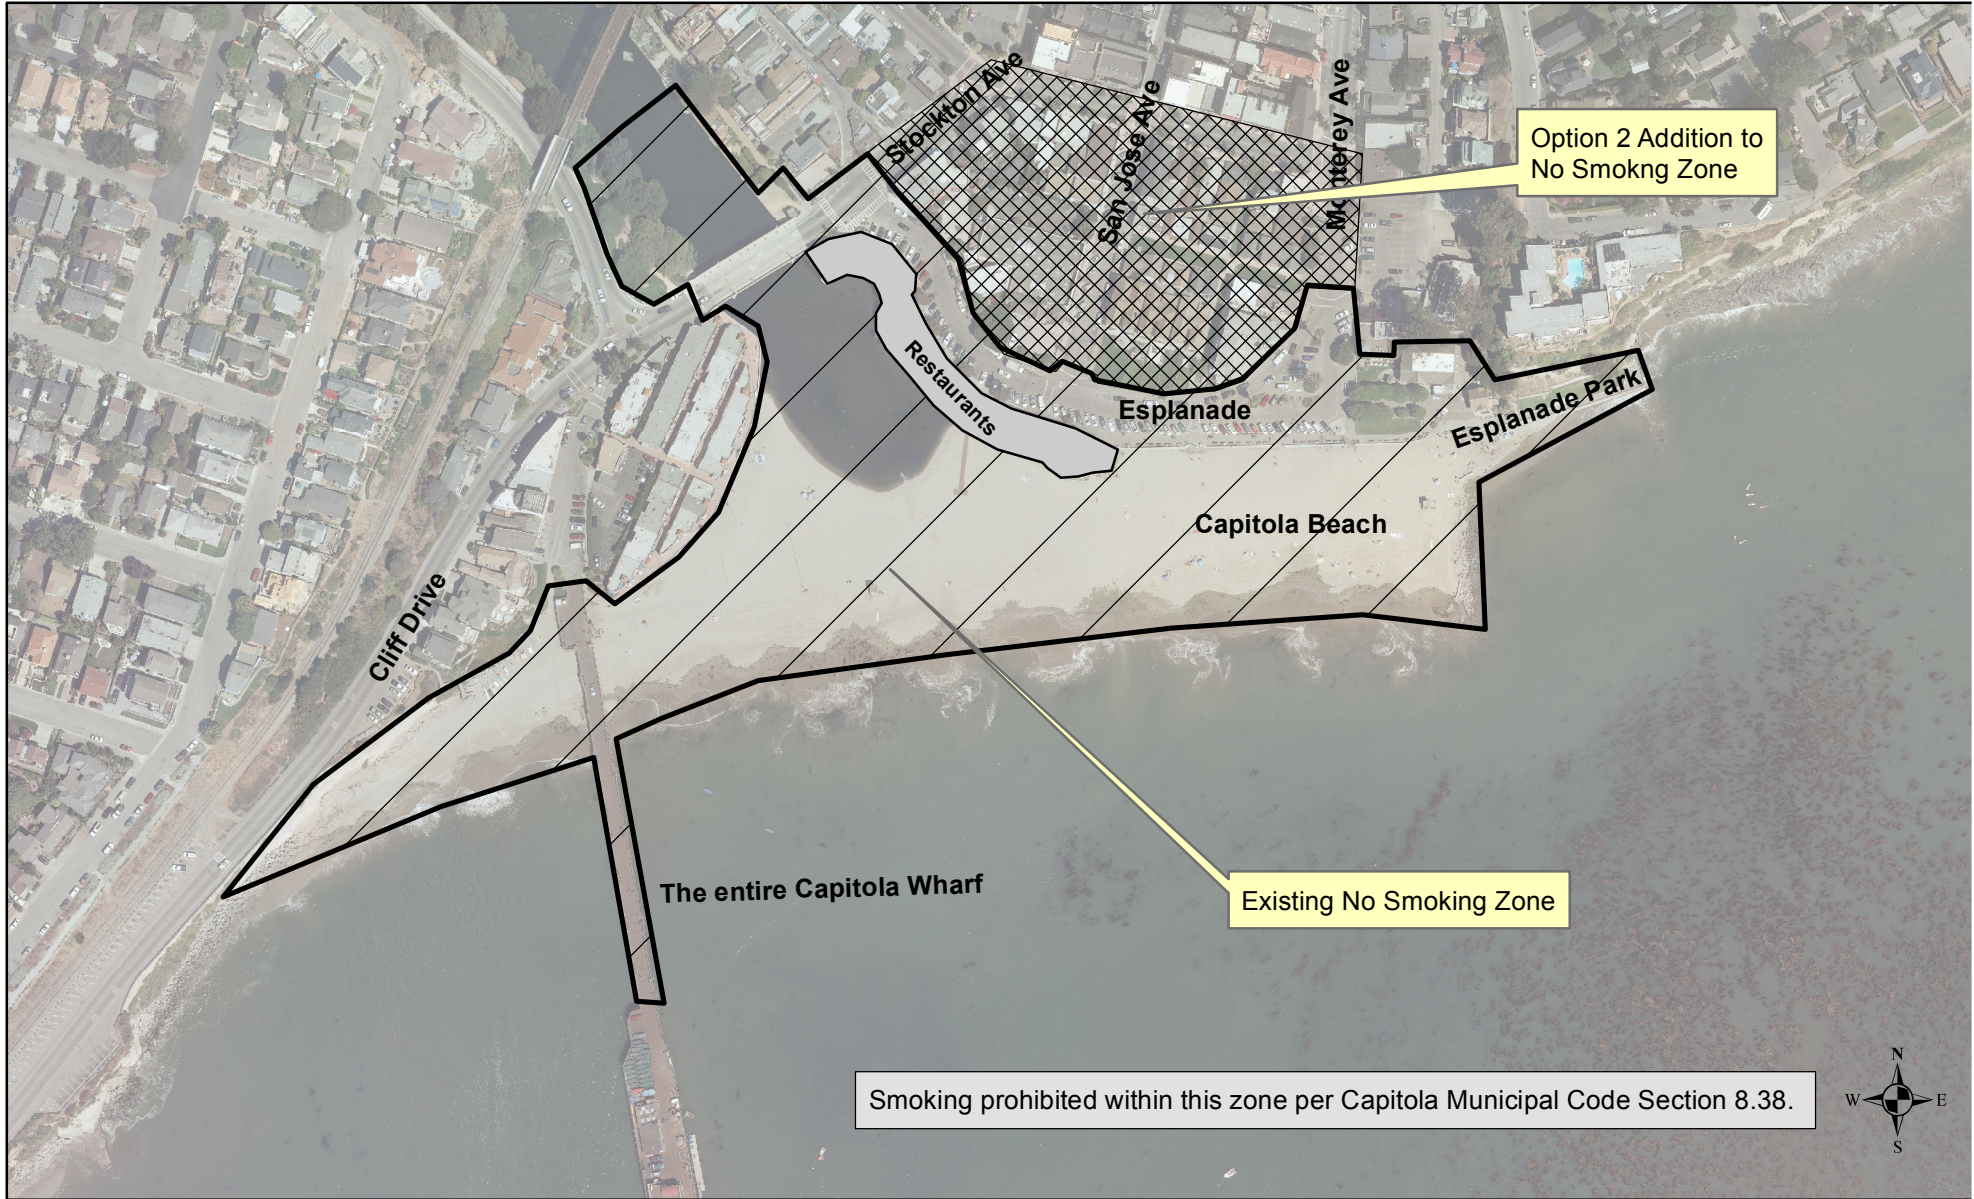 Stockton Ave
San Jose Ave
Monterey Ave
Option 2 Addition to
No Smokng Zone
Restaurants
Esplanade
Esplanade Park
Capitola Beach
Cliff Drive
The entire Capitola Wharf
Existing No Smoking Zone
Smoking prohibited within this zone per Capitola Municipal Code Section 8.38.
N
W E
S